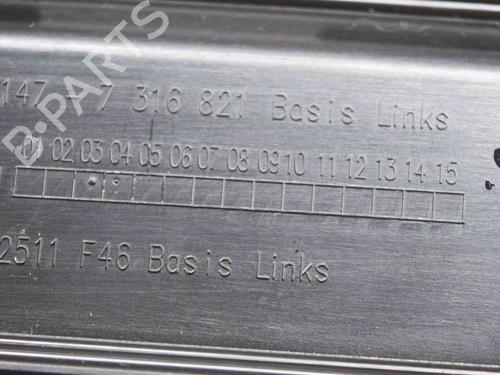 147 7 316 821 Basis Links
01 02 03 04 05 06 07 08 09 10 11 12 13 14 15
2511 F46 Basis Links
B-PARTS